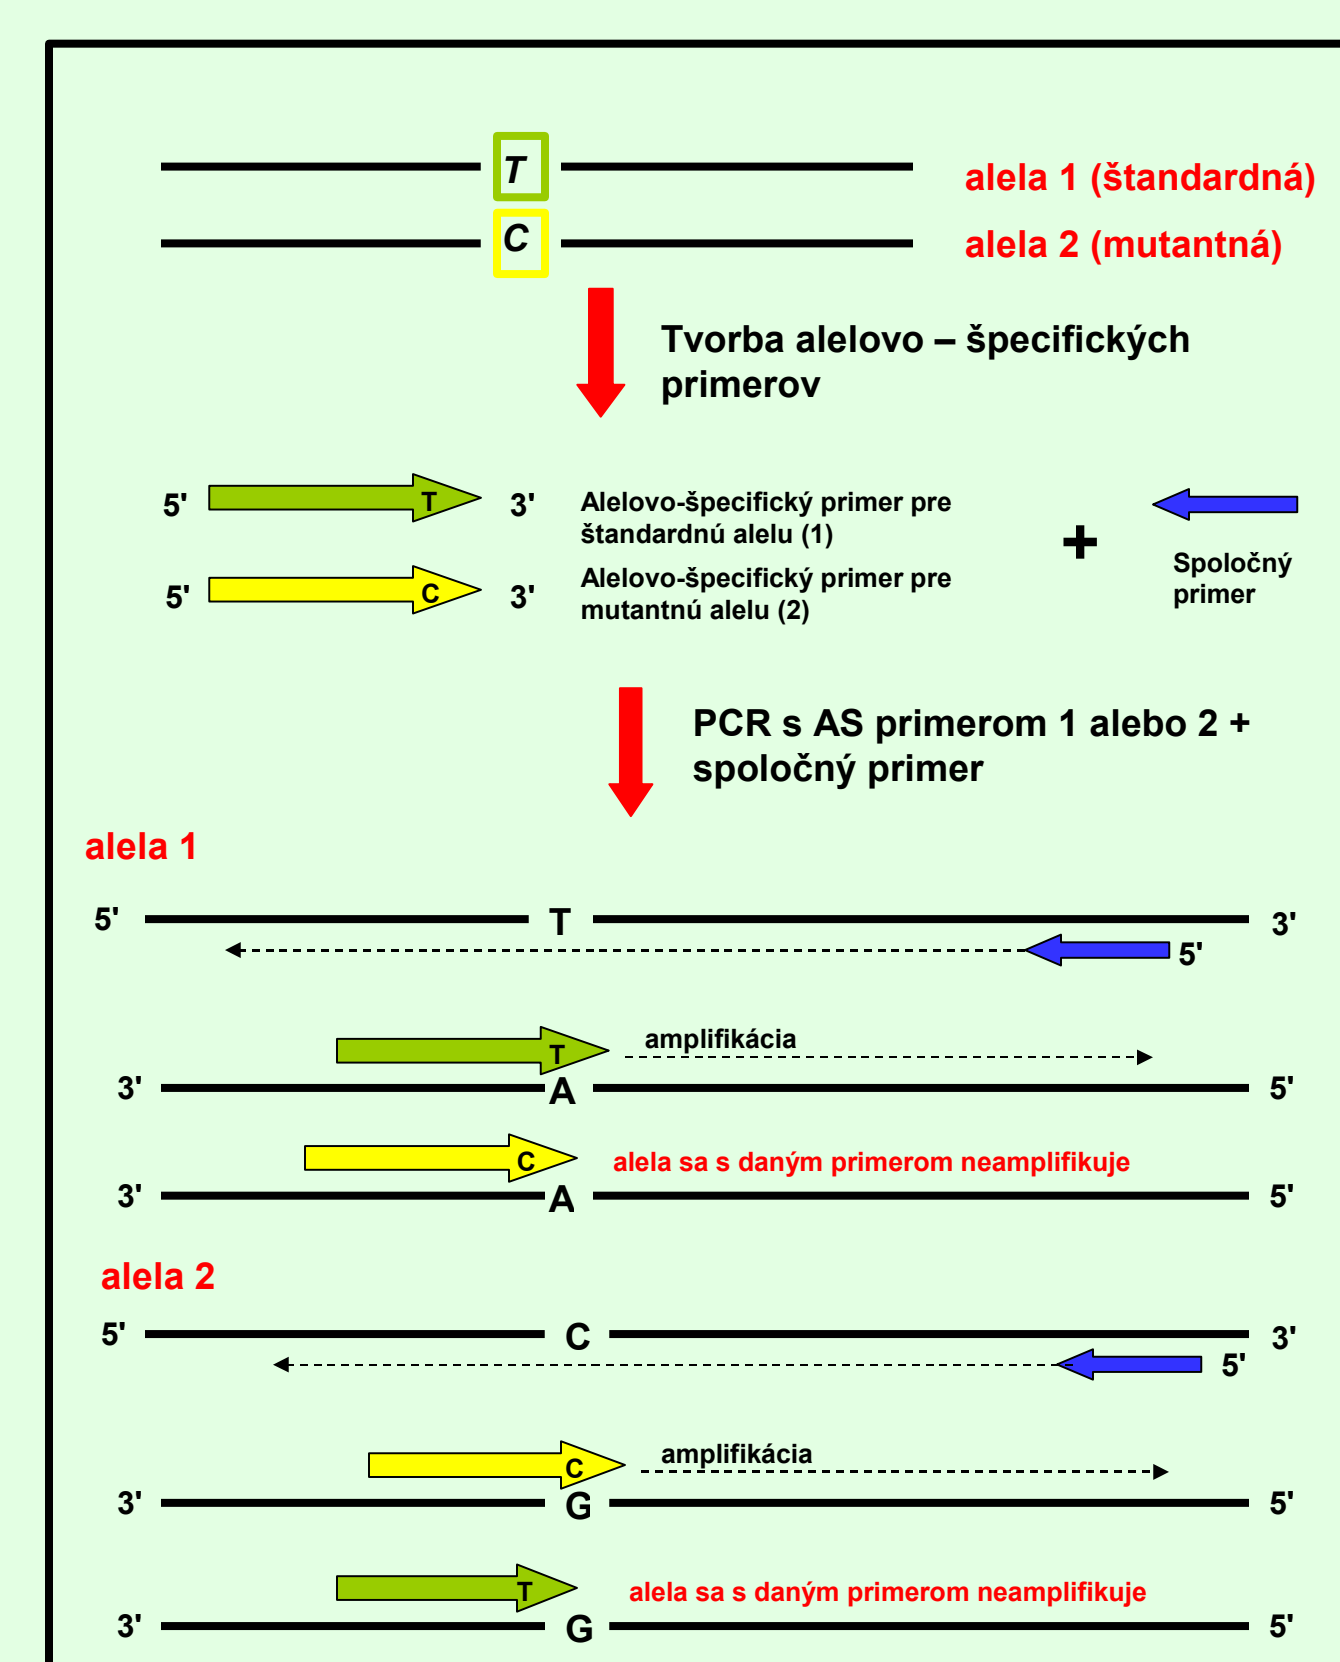 T
alela 1 (štandardná)
C
alela 2 (mutantná)
Tvorba alelovo – špecifických
primerov
5' T 3'
Alelovo-špecifický primer pre
štandardnú alelu (1)
5' C 3'
Alelovo-špecifický primer pre
mutantnú alelu (2)
+
Spoločný
primer
PCR s AS primerom 1 alebo 2 +
spoločný primer
alela 1
5' T 3'
5'
T amplifikácia
3' A 5'
C alela sa s daným primerom neamplifikuje
3' A 5'
alela 2
5' C 3'
5'
C amplifikácia
3' G 5'
T alela sa s daným primerom neamplifikuje
3' G 5'